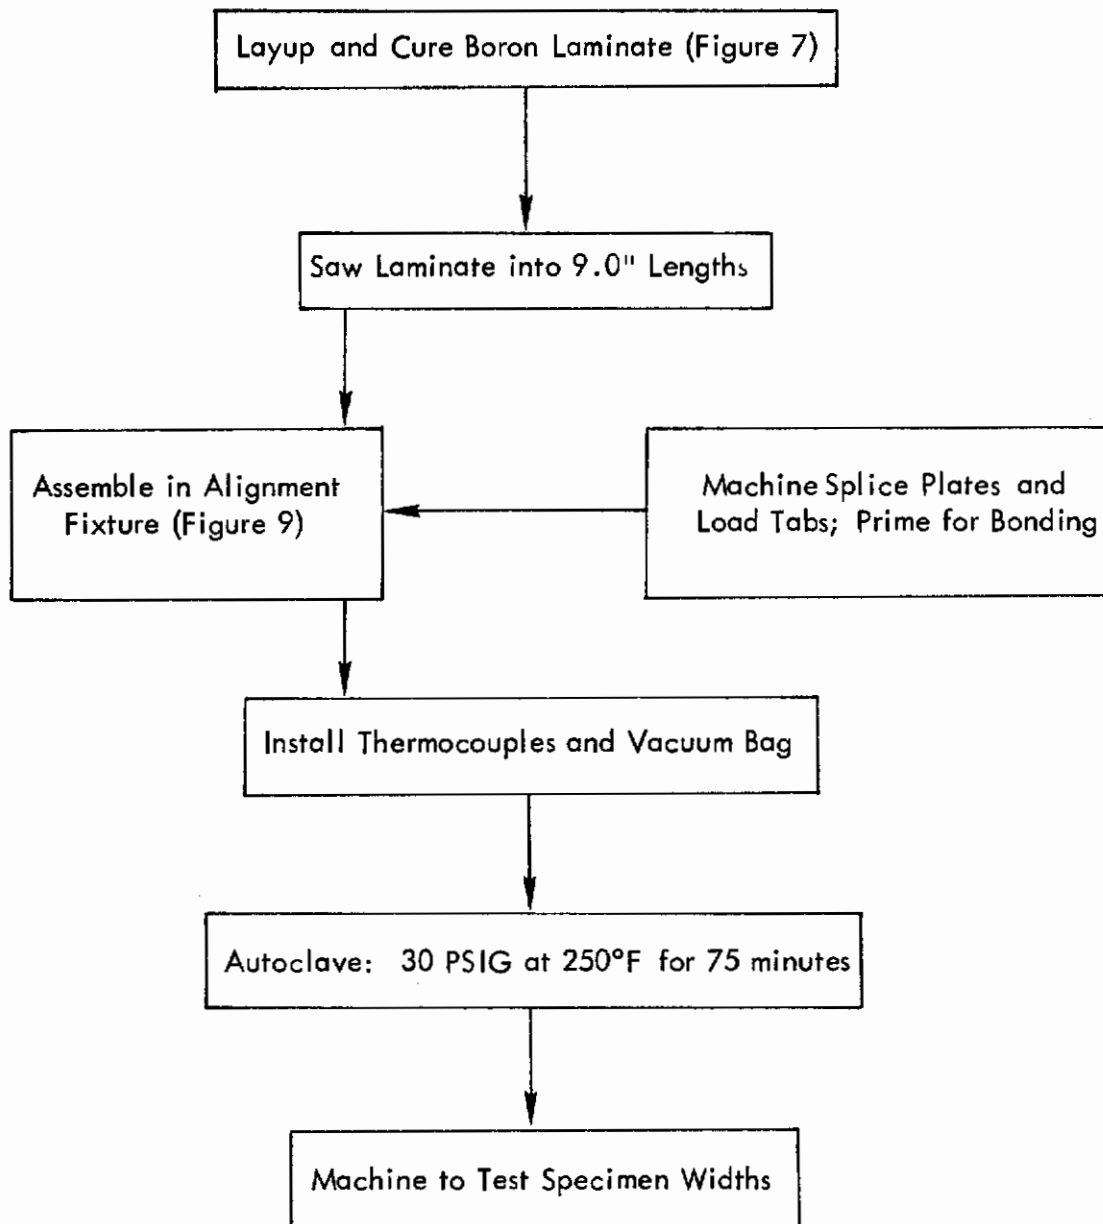 Layup and Cure Boron Laminate (Figure 7)
Saw Laminate into 9.0" Lengths
Assemble in Alignment
Fixture (Figure 9)
Machine Splice Plates and
Load Tabs; Prime for Bonding
Install Thermocouples and Vacuum Bag
Autoclave: 30 PSIG at 250°F for 75 minutes
Machine to Test Specimen Widths